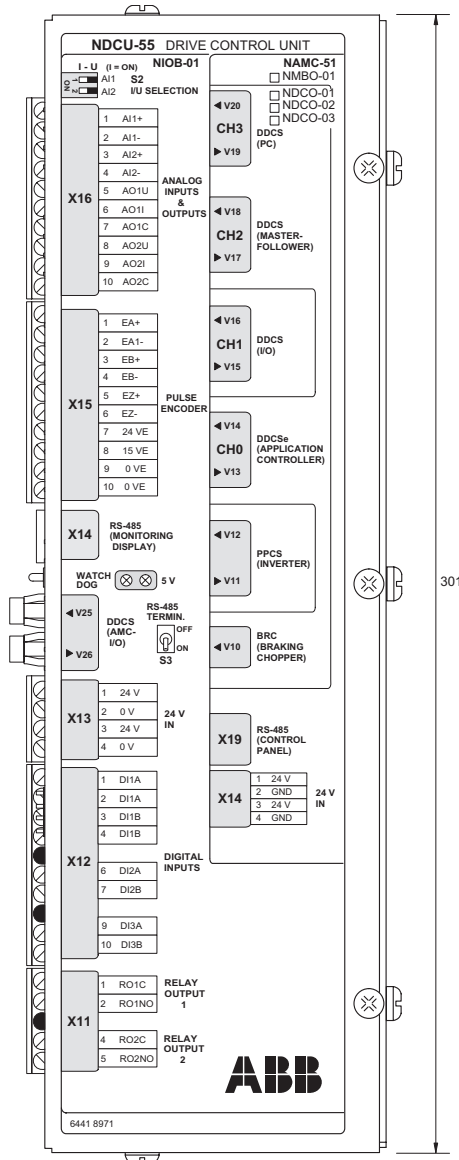 NDCU-55 DRIVE CONTROL UNIT
I - U (I = ON) NIOB-01
ON
1 AI1 S2
2 AI2 I/U SELECTION
X16
1 AI1+
2 AI1-
3 AI2+
4 AI2-
5 AO1U
6 AO1I
7 AO1C
8 AO2U
9 AO2I
10 AO2C
ANALOG
INPUTS
&
OUTPUTS
X15
1 EA+
2 EA1-
3 EB+
4 EB-
5 EZ+
6 EZ-
7 24 VE
8 15 VE
9 0 VE
10 0 VE
PULSE
ENCODER
X14
RS-485
(MONITORING
DISPLAY)
WATCH
DOG
5 V
V25
V26
DDCS
(AMC-
I/O)
RS-485
TERMIN.
OFF
ON
S3
X13
1 24 V
2 0 V
3 24 V
4 0 V
24 V
IN
X12
1 DI1A
2 DI1A
3 DI1B
4 DI1B
6 DI2A
7 DI2B
9 DI3A
10 DI3B
DIGITAL
INPUTS
X11
1 RO1C
2 RO1NO
RELAY
OUTPUT
1
4 RO2C
5 RO2NO
RELAY
OUTPUT
2
NAMC-51
NMBO-01
NDCO-01
NDCO-02
NDCO-03
V20
CH3
V19
DDCS
(PC)
V18
CH2
V17
DDCS
(MASTER-
FOLLOWER)
V16
CH1
V15
DDCS
(I/O)
V14
CH0
V13
DDCSe
(APPLICATION
CONTROLLER)
V12
V11
PPCS
(INVERTER)
V10
BRC
(BRAKING
CHOPPER)
X19
RS-485
(CONTROL
PANEL)
X14
1 24 V
2 GND
3 24 V
4 GND
24 V
IN
ABB
6441 8971
301